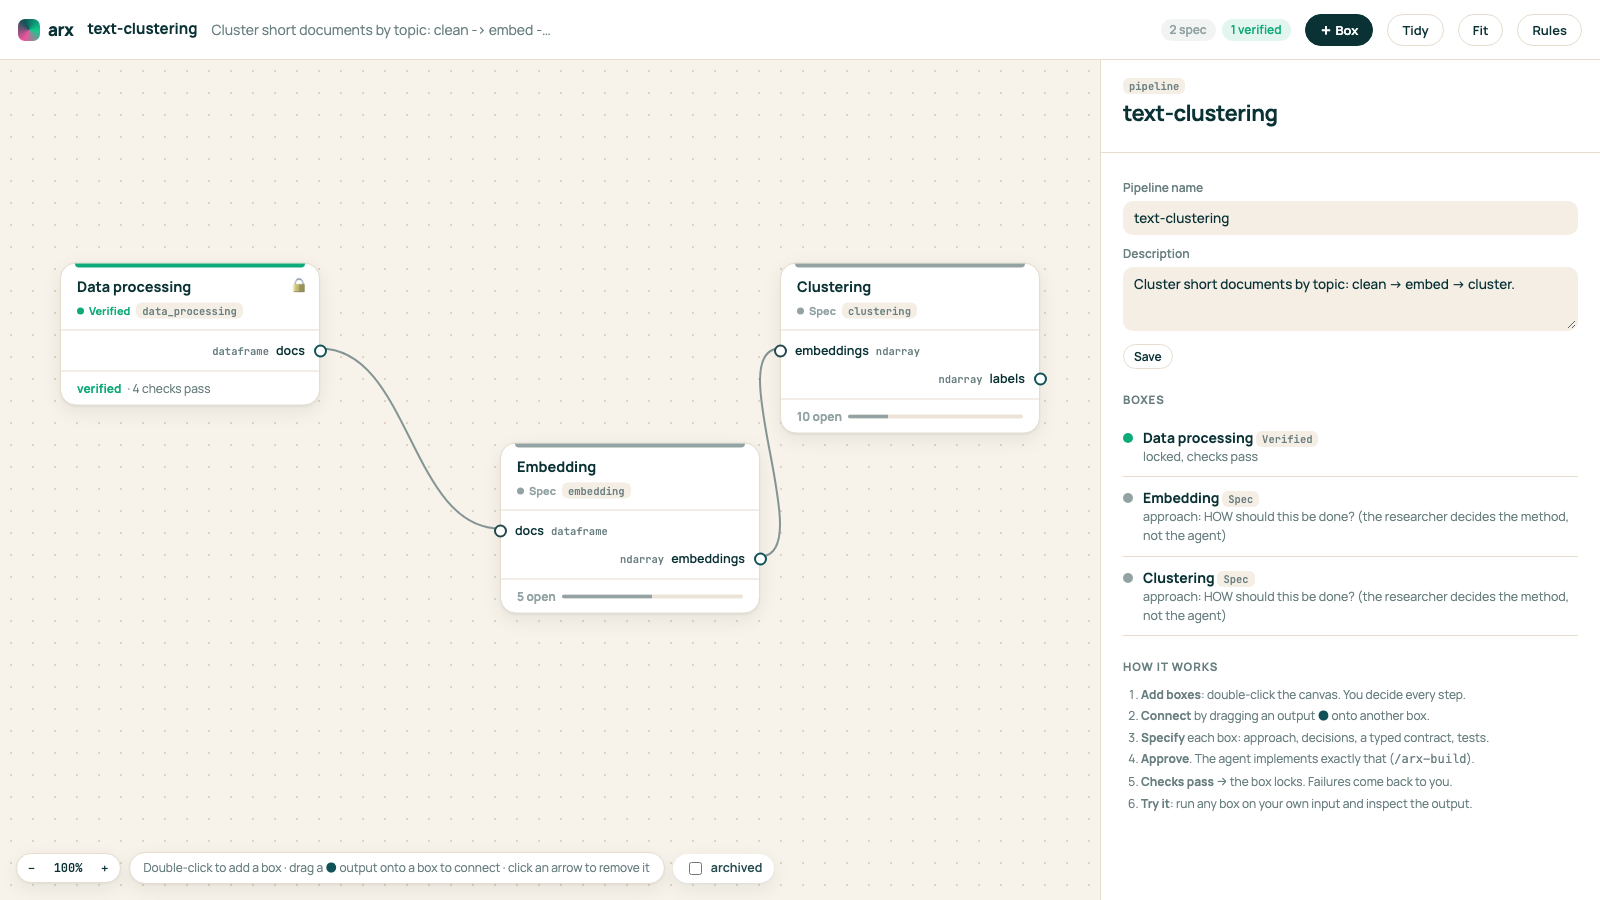 arx text-clustering Cluster short documents by topic: clean -> embed -...
2 spec 1 verified + Box Tidy Fit Rules
Data processing
Verified data_processing
dataframe docs
verified · 4 checks pass
Embedding
Spec embedding
docs dataframe
ndarray embeddings
5 open
Clustering
Spec clustering
embeddings ndarray
ndarray labels
10 open
− 100% +
Double-click to add a box · drag a output onto a box to connect · click an arrow to remove it
archived
pipeline
text-clustering
Pipeline name
text-clustering
Description
Cluster short documents by topic: clean → embed → cluster.
Save
BOXES
Data processing Verified
locked, checks pass
Embedding Spec
approach: HOW should this be done? (the researcher decides the method,
not the agent)
Clustering Spec
approach: HOW should this be done? (the researcher decides the method,
not the agent)
HOW IT WORKS
1. Add boxes: double-click the canvas. You decide every step.
2. Connect by dragging an output onto another box.
3. Specify each box: approach, decisions, a typed contract, tests.
4. Approve. The agent implements exactly that (/arx-build).
5. Checks pass → the box locks. Failures come back to you.
6. Try it: run any box on your own input and inspect the output.